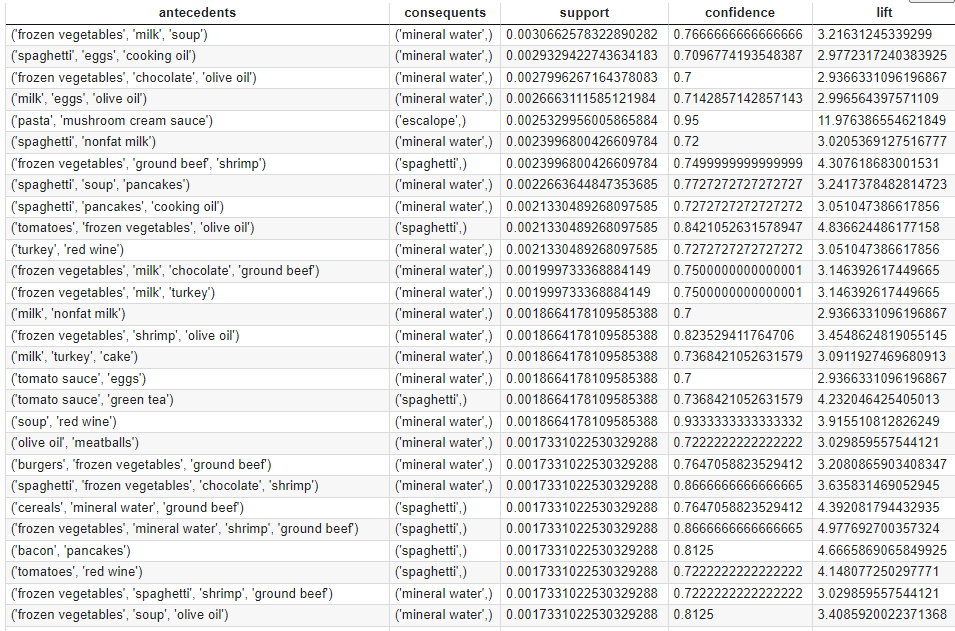 antecedents consequents support confidence lift
('frozen vegetables', 'milk', 'soup') ('mineral water',) 0.0030662578322890282 0.7666666666666666 3.21631245339299
('spaghetti', 'eggs', 'cooking oil') ('mineral water',) 0.0029329422743634183 0.7096774193548387 2.9772317240383925
('frozen vegetables', 'chocolate', 'olive oil') ('mineral water',) 0.0027996267164378083 0.7 2.9366331096196867
('milk', 'eggs', 'olive oil') ('mineral water',) 0.0026663111585121984 0.7142857142857143 2.996564397571109
('pasta', 'mushroom cream sauce') ('escalope',) 0.0025329956005865884 0.95 11.976386554621849
('spaghetti', 'nonfat milk') ('mineral water',) 0.0023996800426609784 0.72 3.0205369127516777
('frozen vegetables', 'ground beef', 'shrimp') ('spaghetti',) 0.0023996800426609784 0.7499999999999999 4.307618683001531
('spaghetti', 'soup', 'pancakes') ('mineral water',) 0.0022663644847353685 0.7727272727272727 3.2417378482814723
('spaghetti', 'pancakes', 'cooking oil') ('mineral water',) 0.0021330489268097585 0.7272727272727272 3.051047386617856
('tomatoes', 'frozen vegetables', 'olive oil') ('spaghetti',) 0.0021330489268097585 0.8421052631578947 4.836624486177158
('turkey', 'red wine') ('mineral water',) 0.0021330489268097585 0.7272727272727272 3.051047386617856
('frozen vegetables', 'milk', 'chocolate', 'ground beef') ('mineral water',) 0.001999733368884149 0.7500000000000001 3.146392617449665
('frozen vegetables', 'milk', 'turkey') ('mineral water',) 0.001999733368884149 0.7500000000000001 3.146392617449665
('milk', 'nonfat milk') ('mineral water',) 0.0018664178109585388 0.7 2.9366331096196867
('frozen vegetables', 'shrimp', 'olive oil') ('mineral water',) 0.0018664178109585388 0.823529411764706 3.4548624819055145
('milk', 'turkey', 'cake') ('mineral water',) 0.0018664178109585388 0.7368421052631579 3.0911927469680913
('tomato sauce', 'eggs') ('mineral water',) 0.0018664178109585388 0.7 2.9366331096196867
('tomato sauce', 'green tea') ('spaghetti',) 0.0018664178109585388 0.7368421052631579 4.232046425405013
('soup', 'red wine') ('mineral water',) 0.0018664178109585388 0.9333333333333332 3.915510812826249
('olive oil', 'meatballs') ('mineral water',) 0.0017331022530329288 0.7222222222222222 3.029859557544121
('burgers', 'frozen vegetables', 'ground beef') ('mineral water',) 0.0017331022530329288 0.7647058823529412 3.2080865903408347
('spaghetti', 'frozen vegetables', 'chocolate', 'shrimp') ('mineral water',) 0.0017331022530329288 0.8666666666666665 3.635831469052945
('cereals', 'mineral water', 'ground beef') ('spaghetti',) 0.0017331022530329288 0.7647058823529412 4.392081794432935
('frozen vegetables', 'mineral water', 'shrimp', 'ground beef') ('spaghetti',) 0.0017331022530329288 0.8666666666666665 4.977692700357324
('bacon', 'pancakes') ('spaghetti',) 0.0017331022530329288 0.8125 4.6665869065849925
('tomatoes', 'red wine') ('spaghetti',) 0.0017331022530329288 0.7222222222222222 4.148077250297771
('frozen vegetables', 'spaghetti', 'shrimp', 'ground beef') ('mineral water',) 0.0017331022530329288 0.7222222222222222 3.029859557544121
('frozen vegetables', 'soup', 'olive oil') ('mineral water',) 0.0017331022530329288 0.8125 3.4085920022371368